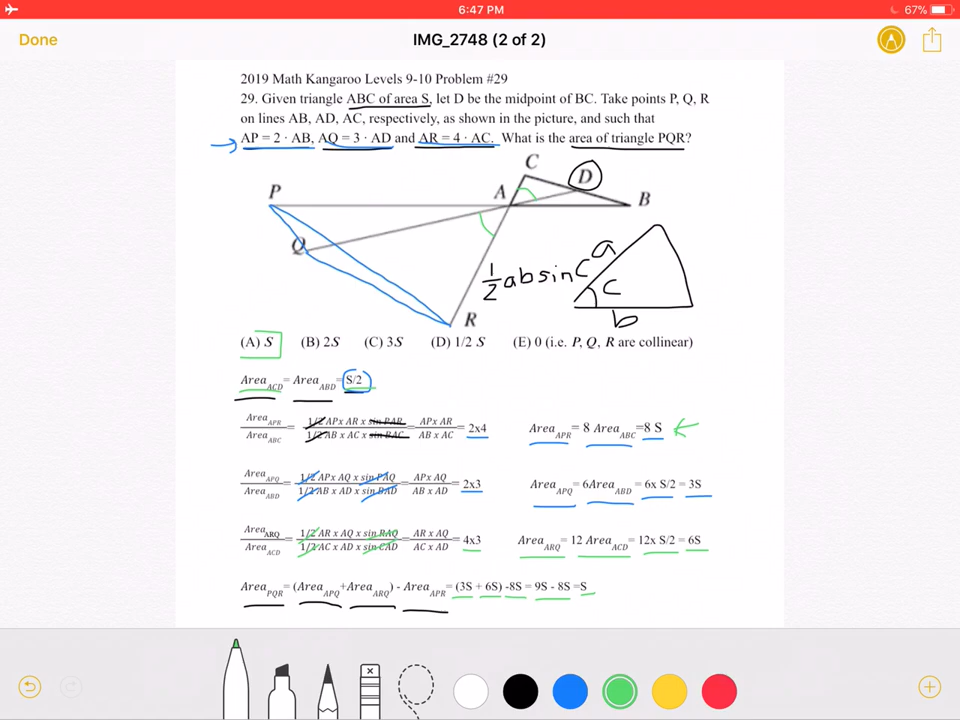 6:47 PM
67%
Done
IMG_2748 (2 of 2)
2019 Math Kangaroo Levels 9-10 Problem #29
29. Given triangle ABC of area S, let D be the midpoint of BC. Take points P, Q, R
on lines AB, AD, AC, respectively, as shown in the picture, and such that
AP = 2 · AB, AQ = 3 · AD and AR = 4 · AC. What is the area of triangle PQR?
C
D
P
A
B
Q
R
1/2 ab sin C
a
C
b
(A) S (B) 2S (C) 3S (D) 1/2 S (E) 0 (i.e. P, Q, R are collinear)
Area_ACD = Area_ABD = S/2
Area_APR / Area_ABC = 1/2 AP x AR x sin PAR / 1/2 AB x AC x sin BAC = AP x AR / AB x AC = 2x4 Area_APR = 8 Area_ABC = 8 S
Area_APQ / Area_ABD = 1/2 AP x AQ x sin PAQ / 1/2 AB x AD x sin BAD = AP x AQ / AB x AD = 2x3 Area_APQ = 6 Area_ABD = 6x S/2 = 3S
Area_ARQ / Area_ACD = 1/2 AR x AQ x sin RAQ / 1/2 AC x AD x sin CAD = AR x AQ / AC x AD = 4x3 Area_ARQ = 12 Area_ACD = 12x S/2 = 6S
Area_PQR = (Area_APQ + Area_ARQ) - Area_APR = (3S + 6S) -8S = 9S - 8S =S